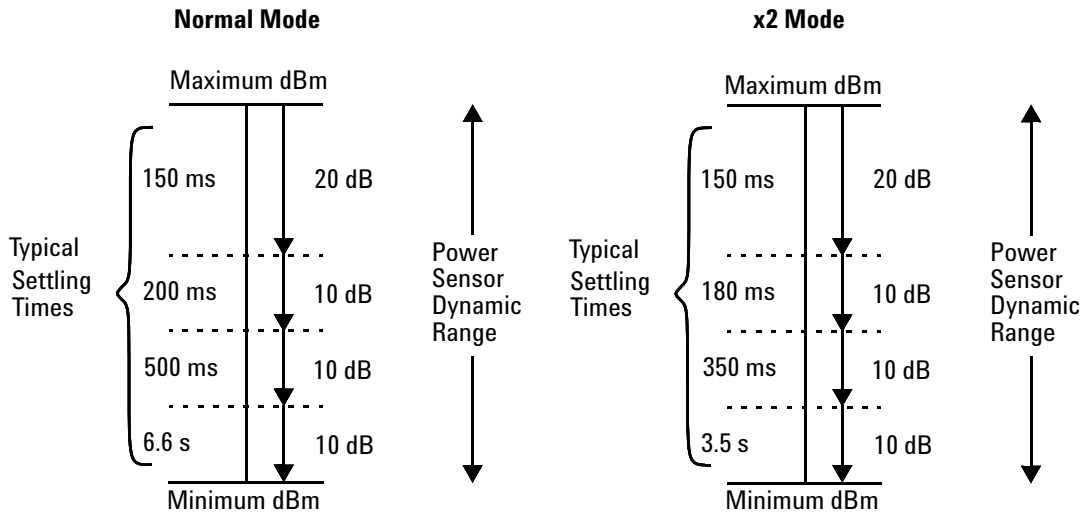 Normal Mode
Maximum dBm
150 ms
20 dB
Typical
Settling
Times
200 ms
10 dB
500 ms
10 dB
6.6 s
10 dB
Minimum dBm
Power
Sensor
Dynamic
Range
x2 Mode
Maximum dBm
150 ms
20 dB
Typical
Settling
Times
180 ms
10 dB
350 ms
10 dB
3.5 s
10 dB
Minimum dBm
Power
Sensor
Dynamic
Range